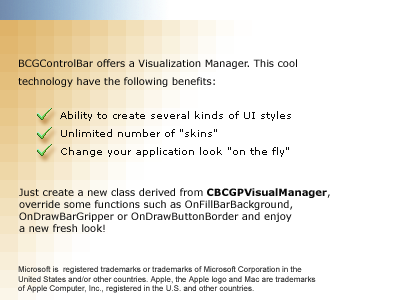 BCGControlBar offers a Visualization Manager. This cool
technology have the following benefits:
Ability to create several kinds of UI styles
Unlimited number of "skins"
Change your application look "on the fly"
Just create a new class derived from CBCGPVisualManager,
override some functions such as OnFillBarBackground,
OnDrawBarGripper or OnDrawButtonBorder and enjoy
a new fresh look!
Microsoft is registered trademarks or trademarks of Microsoft Corporation in the
United States and/or other countries. Apple, the Apple logo and Mac are trademarks
of Apple Computer, Inc., registered in the U.S. and other countries.